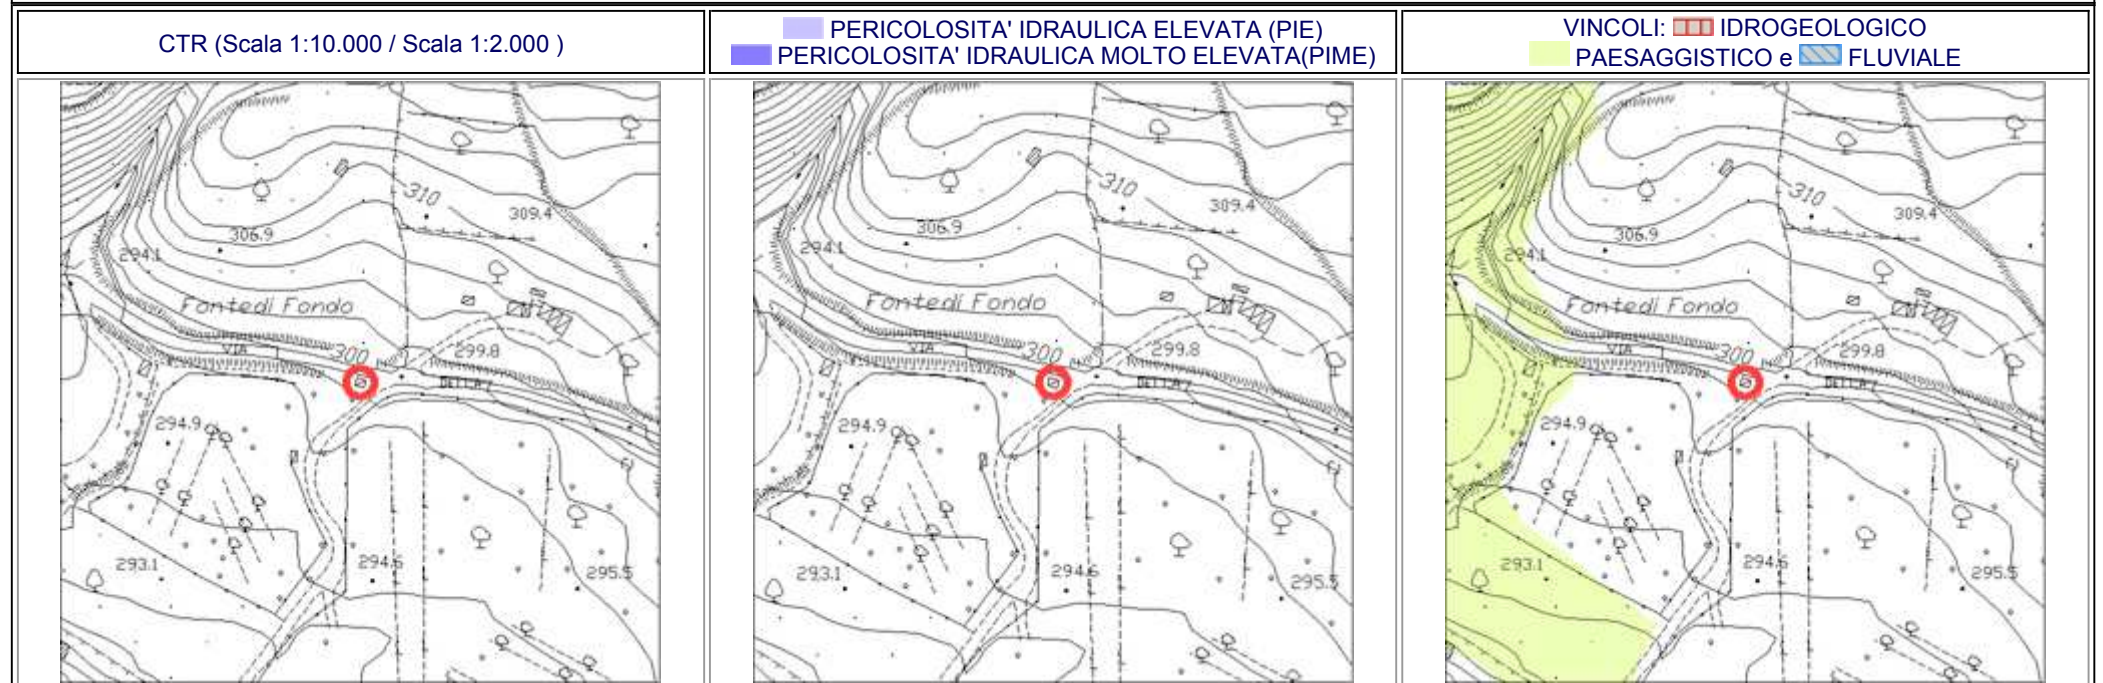 CTR (Scala 1:10.000 / Scala 1:2.000 )
PERICOLOSITA' IDRAULICA ELEVATA (PIE)
PERICOLOSITA' IDRAULICA MOLTO ELEVATA(PIME)
VINCOLI: IDROGEOLOGICO
PAESAGGISTICO e FLUVIALE
310
309.4
306.9
294.1
Fontedi Fondo
VIA
300
299.8
DELLA
294.9
293.1
294.6
295.5
310
309.4
306.9
294.1
Fontedi Fondo
VIA
300
299.8
DELLA
294.9
293.1
294.6
295.5
310
309.4
306.9
294.1
Fontedi Fondo
VIA
300
299.8
DELLA
294.9
293.1
294.6
295.5